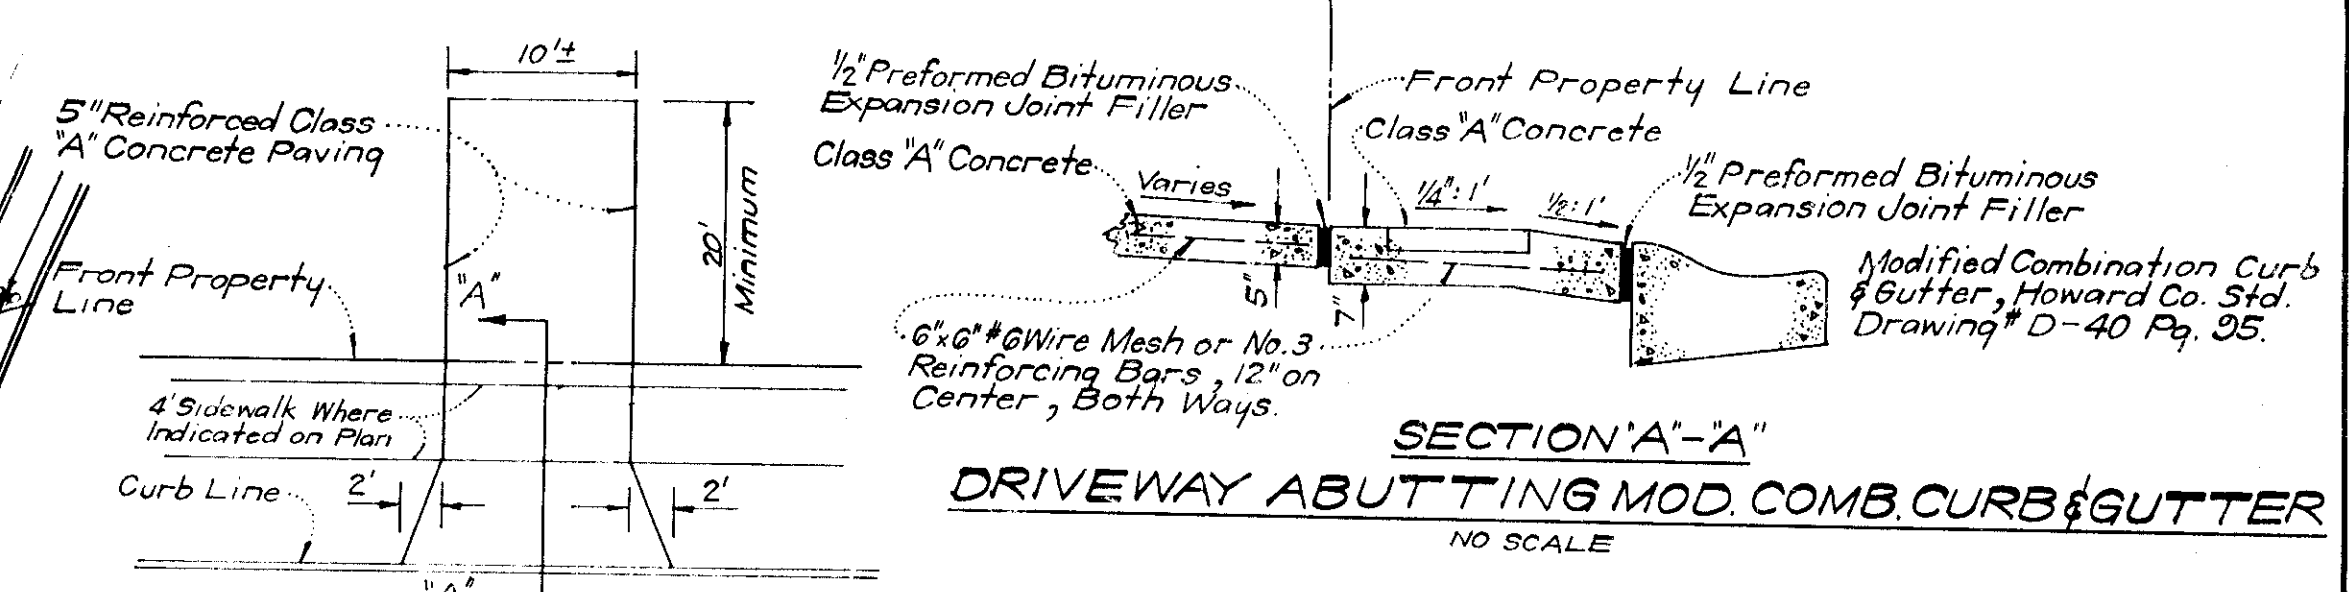 10'±
5" Reinforced Class
"A" Concrete Paving
20'
Minimum
Front Property
Line
"A"
4' Sidewalk Where
Indicated on Plan
Curb Line
2'
2'
"A"
1/2" Preformed Bituminous
Expansion Joint Filler
Class "A" Concrete
Varies
Front Property Line
Class "A" Concrete
1/4":1'
1/2:1'
1/2" Preformed Bituminous
Expansion Joint Filler
5"
7"
Modified Combination Curb
& Gutter, Howard Co. Std.
Drawing # D-40 Pg. 95.
6"x6" #6 Wire Mesh or No.3
Reinforcing Bars, 12" on
Center, Both Ways.
SECTION "A"-"A"
DRIVEWAY ABUTTING MOD. COMB. CURB & GUTTER
NO SCALE